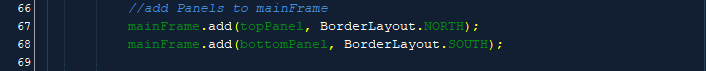 66 //add Panels to mainFrame
67 mainFrame.add(topPanel, BorderLayout.NORTH);
68 mainFrame.add(bottomPanel, BorderLayout.SOUTH);
69